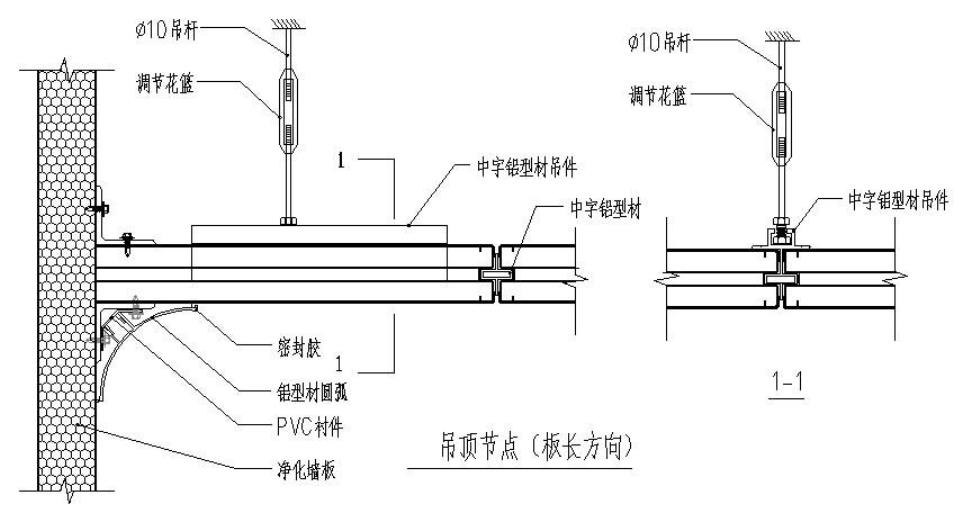 ø10吊杆
调节花篮
1
中字铝型材吊件
中字铝型材
密封胶
1
铝型材圆弧
PVC衬件
净化墙板
吊顶节点（板长方向）
ø10吊杆
调节花篮
中字铝型材吊件
1-1